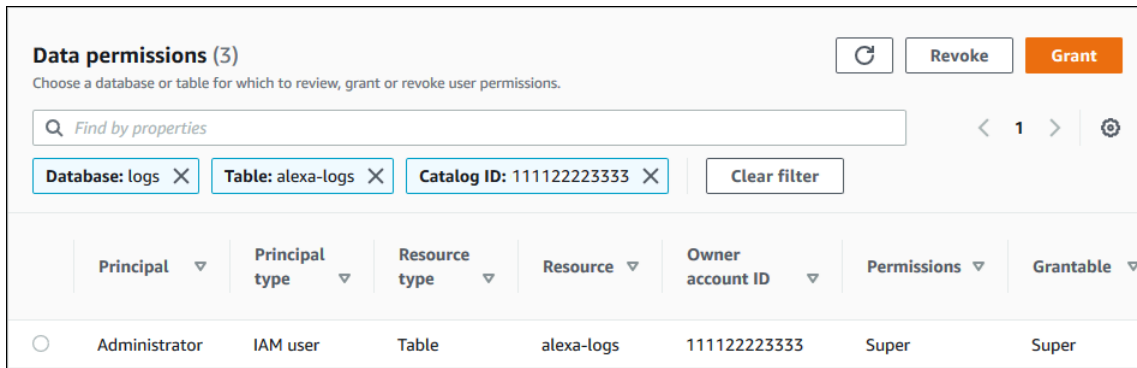 Data permissions (3)
Revoke
Grant
Choose a database or table for which to review, grant or revoke user permissions.
Find by properties
1
Database: logs
Table: alexa-logs
Catalog ID: 111122223333
Clear filter
Principal
Principal type
Resource type
Resource
Owner account ID
Permissions
Grantable
Administrator IAM user Table alexa-logs 111122223333 Super Super